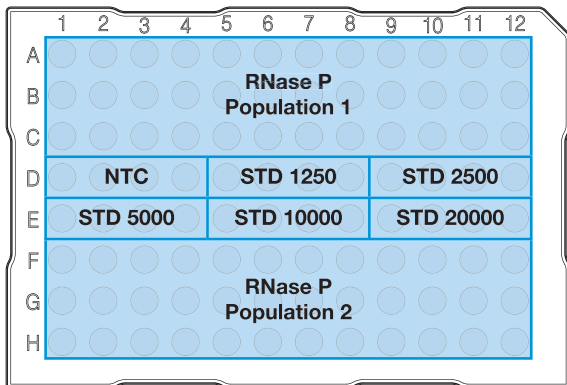 1 2 3 4 5 6 7 8 9 10 11 12
A
B
C
D
E
F
G
H
RNase P
Population 1
NTC STD 1250 STD 2500
STD 5000 STD 10000 STD 20000
RNase P
Population 2